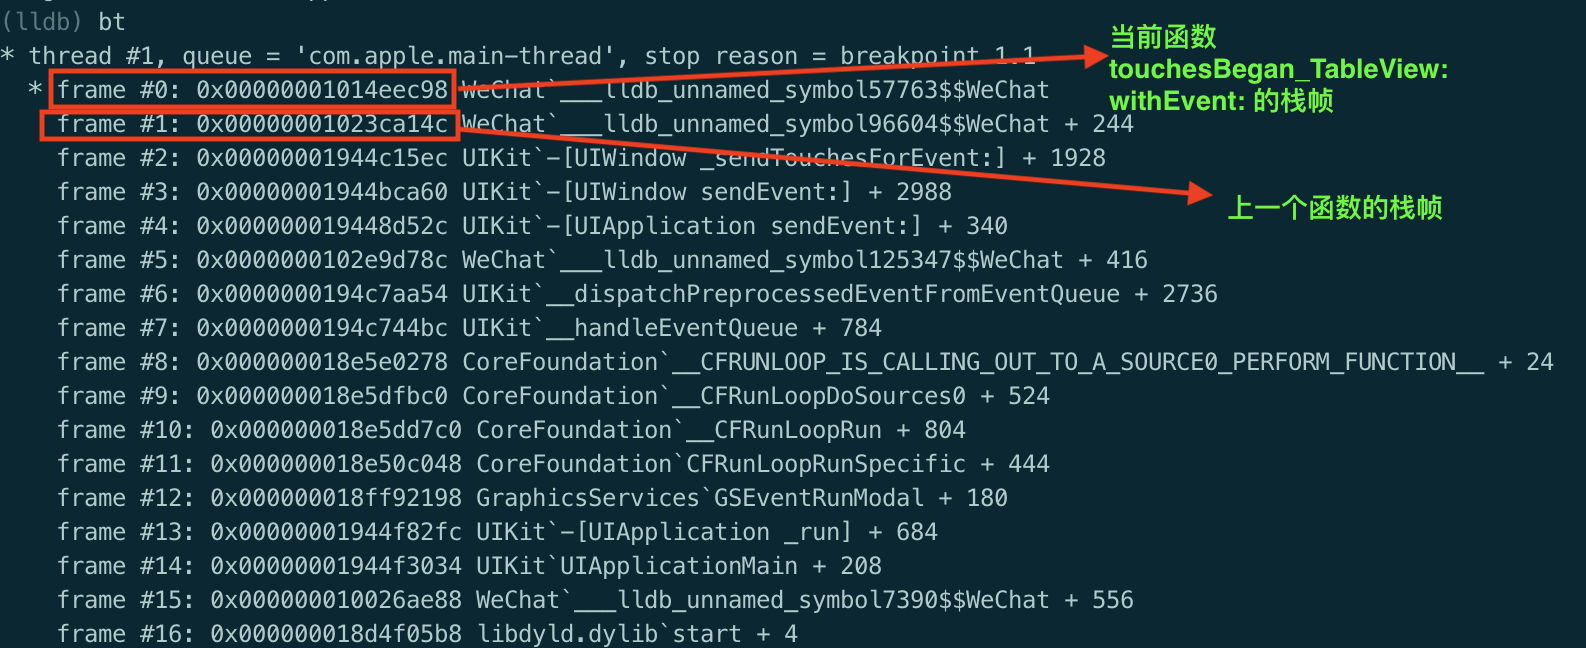 (lldb) bt
* thread #1, queue = 'com.apple.main-thread', stop reason = breakpoint 1.1
* frame #0: 0x00000001014eec98 WeChat`___lldb_unnamed_symbol57763$$WeChat
frame #1: 0x00000001023ca14c WeChat`___lldb_unnamed_symbol96604$$WeChat + 244
frame #2: 0x00000001944c15ec UIKit`-[UIWindow _sendTouchesForEvent:] + 1928
frame #3: 0x00000001944bca60 UIKit`-[UIWindow sendEvent:] + 2988
frame #4: 0x000000019448d52c UIKit`-[UIApplication sendEvent:] + 340
frame #5: 0x0000000102e9d78c WeChat`___lldb_unnamed_symbol125347$$WeChat + 416
frame #6: 0x0000000194c7aa54 UIKit`__dispatchPreprocessedEventFromEventQueue + 2736
frame #7: 0x0000000194c744bc UIKit`__handleEventQueue + 784
frame #8: 0x000000018e5e0278 CoreFoundation`__CFRUNLOOP_IS_CALLING_OUT_TO_A_SOURCE0_PERFORM_FUNCTION__ + 24
frame #9: 0x000000018e5dfbc0 CoreFoundation`__CFRunLoopDoSources0 + 524
frame #10: 0x000000018e5dd7c0 CoreFoundation`__CFRunLoopRun + 804
frame #11: 0x000000018e50c048 CoreFoundation`CFRunLoopRunSpecific + 444
frame #12: 0x000000018ff92198 GraphicsServices`GSEventRunModal + 180
frame #13: 0x00000001944f82fc UIKit`-[UIApplication _run] + 684
frame #14: 0x00000001944f3034 UIKit`UIApplicationMain + 208
frame #15: 0x000000010026ae88 WeChat`___lldb_unnamed_symbol7390$$WeChat + 556
frame #16: 0x000000018d4f05b8 libdyld.dylib`start + 4
当前函数
touchesBegan_TableView:
withEvent: 的栈帧
上一个函数的栈帧